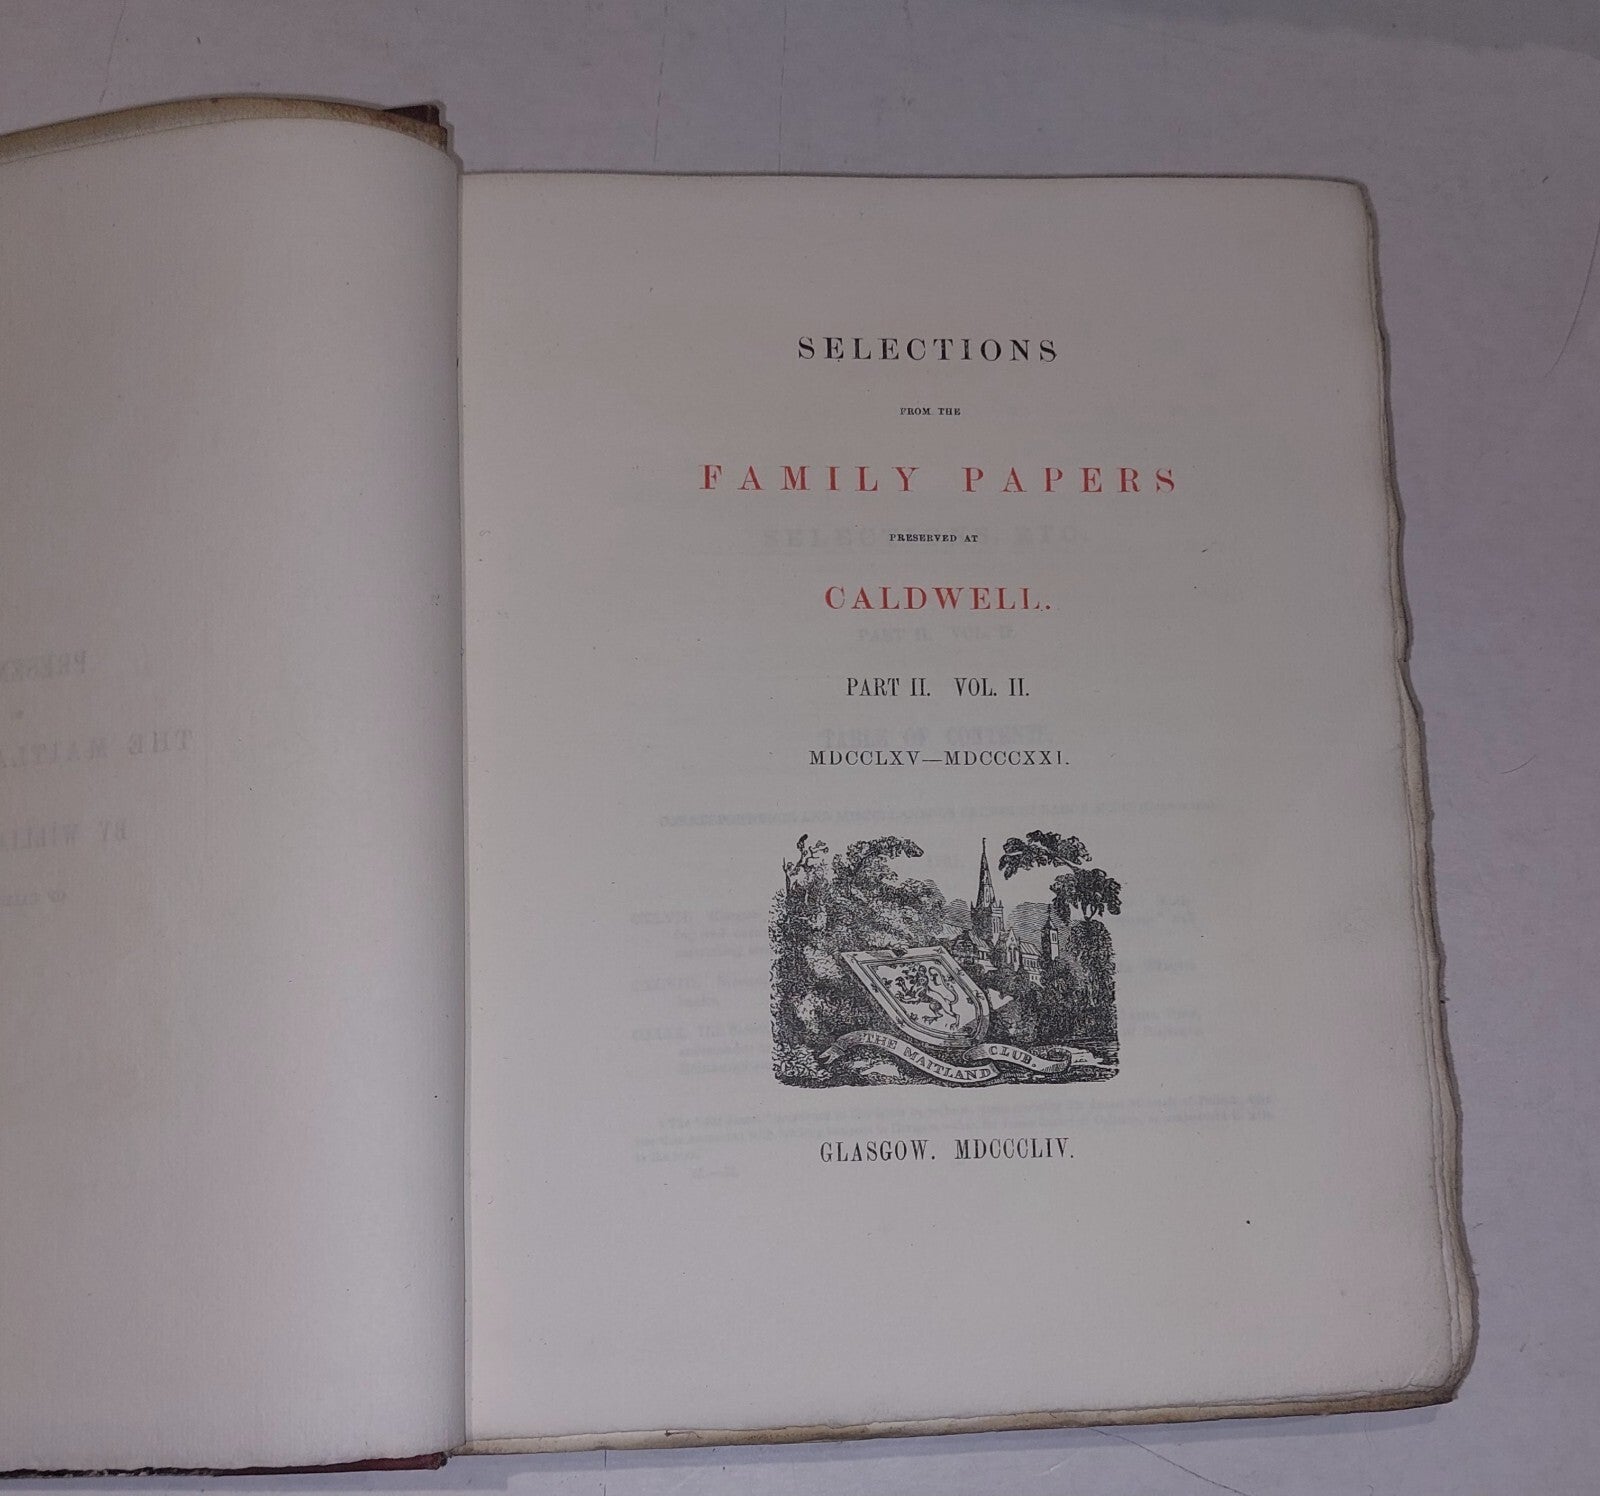 SELECTIONS
FROM THE
FAMILY PAPERS
PRESERVED AT
CALDWELL.
PART II. VOL. II.
MDCCLXV—MDCCCXXI.
THE MAITLAND CLUB.
GLASGOW. MDCCCLIV.